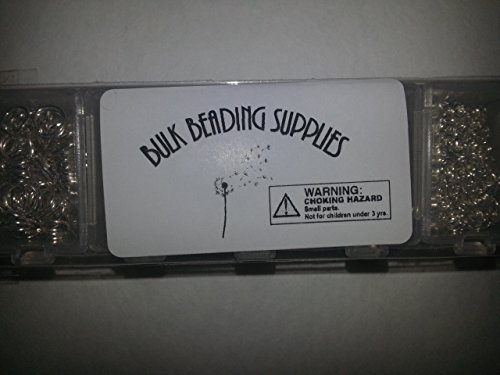 BULK BEADING SUPPLIES
WARNING:
CHOKING HAZARD
Small parts.
Not for children under 3 yrs.